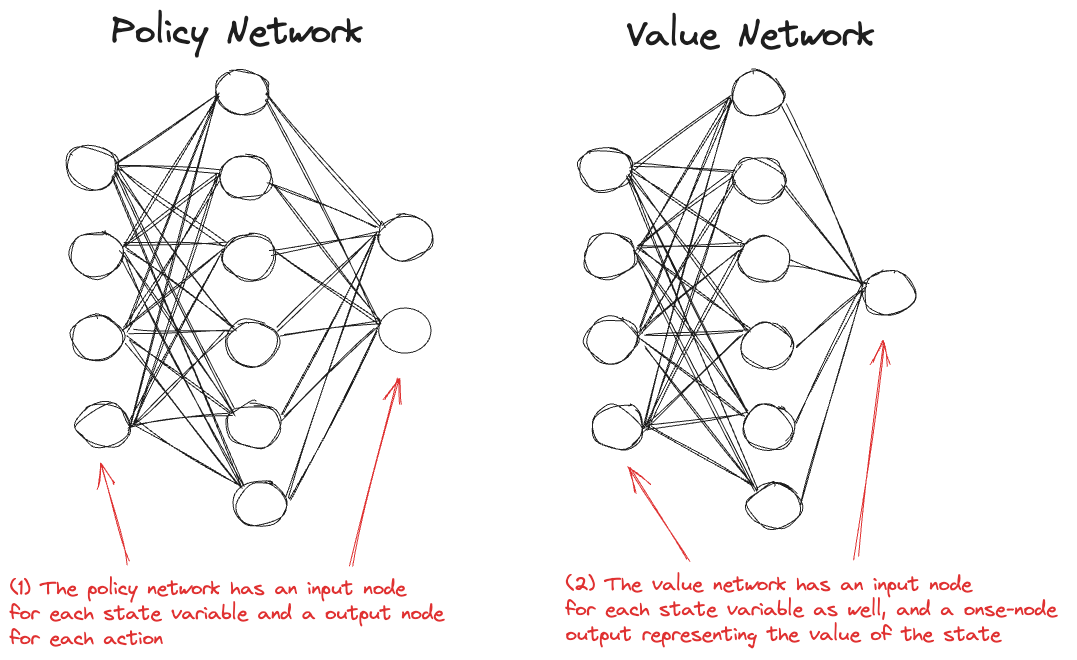 Policy Network
Value Network
(1) The policy network has an input node
for each state variable and a output node
for each action
(2) The value network has an input node
for each state variable as well, and a onse-node
output representing the value of the state